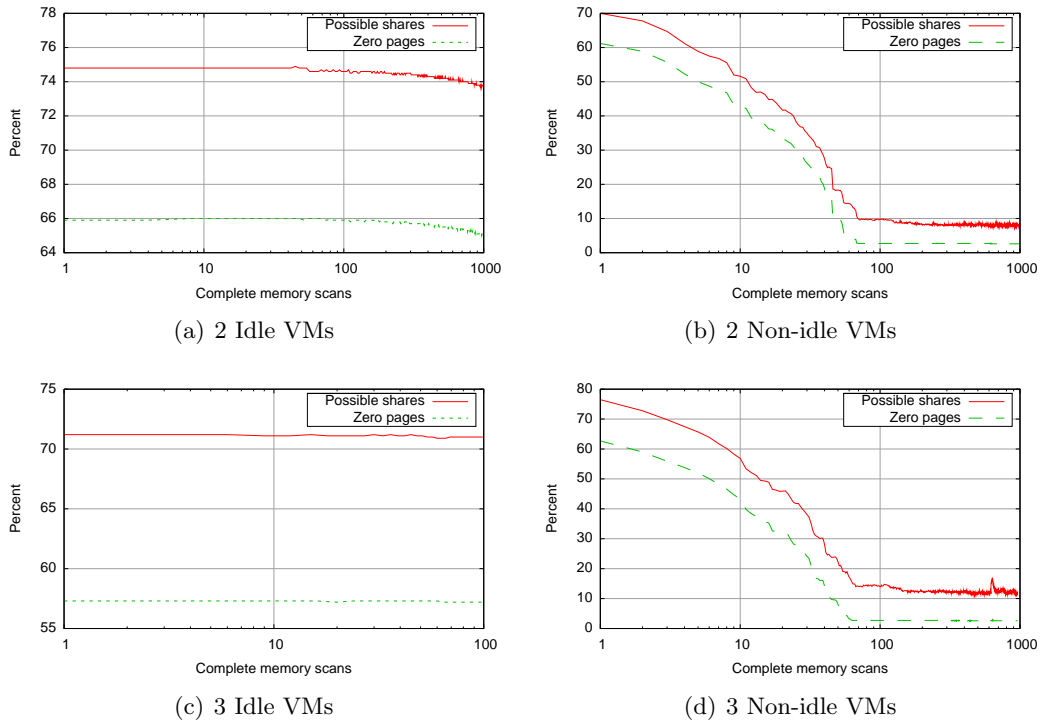 78
76
74
72
70
68
66
64
Percent
1
10
100
1000
Complete memory scans
Possible shares
Zero pages
(a) 2 Idle VMs
70
60
50
40
30
20
10
0
Percent
1
10
100
1000
Complete memory scans
Possible shares
Zero pages
(b) 2 Non-idle VMs
75
70
65
60
55
Percent
1
10
100
Complete memory scans
Possible shares
Zero pages
(c) 3 Idle VMs
80
70
60
50
40
30
20
10
0
Percent
1
10
100
1000
Complete memory scans
Possible shares
Zero pages
(d) 3 Non-idle VMs